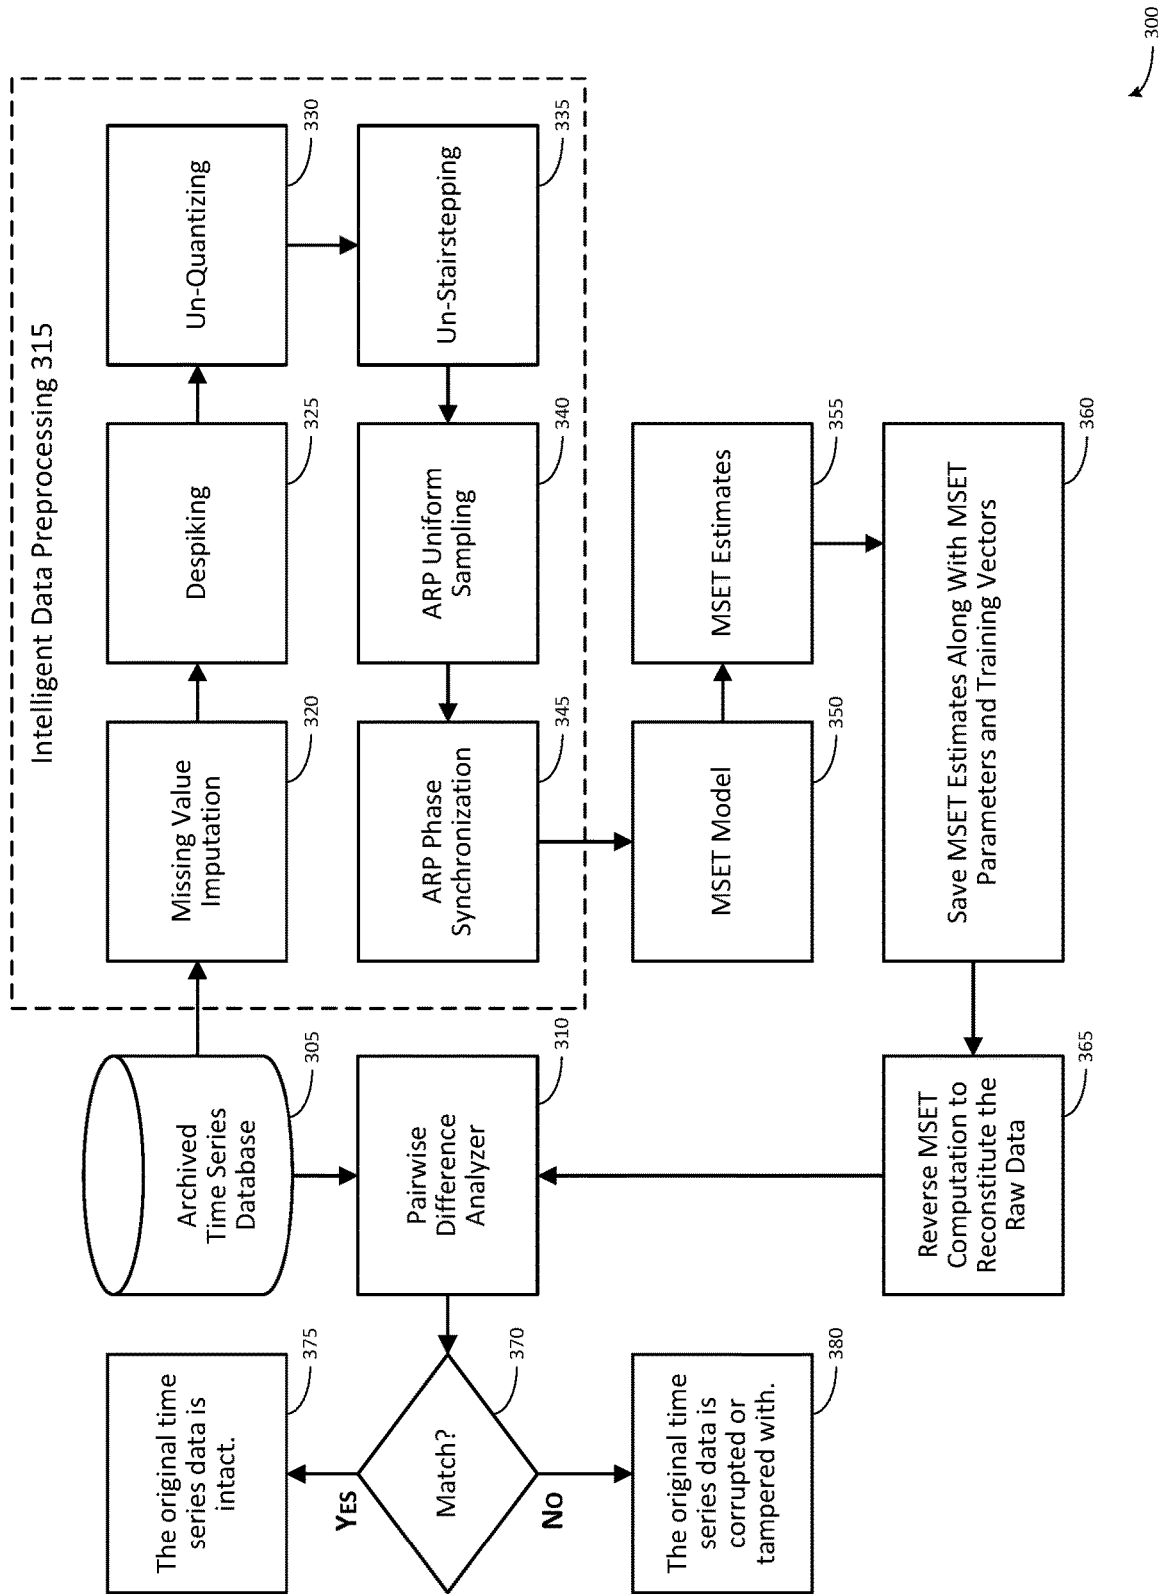 Intelligent Data Preprocessing 315
Archived
Time Series
Database
305
Missing Value
Imputation
320
Despiking
325
Un-Quantizing
330
The original time
series data is
intact.
375
YES
Match?
370
NO
Pairwise
Difference
Analyzer
310
ARP Phase
Synchronization
345
ARP Uniform
Sampling
340
Un-Stairstepping
335
The original time
series data is
corrupted or
tampered with.
380
MSET Model
350
MSET Estimates
355
Reverse MSET
Computation to
Reconstitute the
Raw Data
365
Save MSET Estimates Along With MSET
Parameters and Training Vectors
360
300